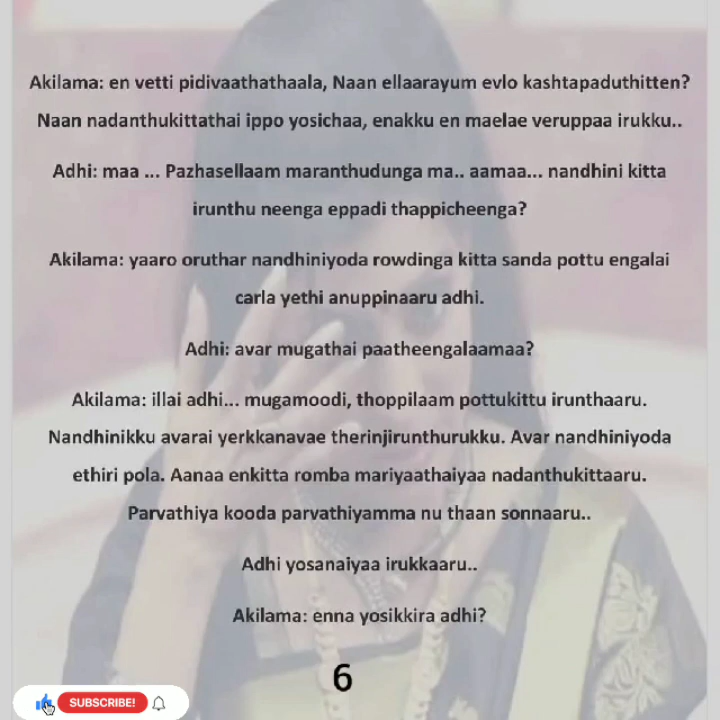 Akilama: en vetti pidivaathathaala, Naan ellaarayum evlo kashtapaduthitten?
Naan nadanthukittathai ippo yosichaa, enakku en maelae veruppaa irukku..
Adhi: maa ... Pazhasellaam maranthudunga ma.. aamaa... nandhini kitta
irunthu neenga eppadi thappicheenga?
Akilama: yaaro oruthar nandhiniyoda rowdinga kitta sanda pottu engalai
carla yethi anuppinaaru adhi.
Adhi: avar mugathai paatheengalaamaa?
Akilama: illai adhi... mugamoodi, thoppilaam pottukittu irunthaaru.
Nandhinikku avarai yerkkanavae therinjirunthurukku. Avar nandhiniyoda
ethiri pola. Aanaa enkitta romba mariyaathaiyaa nadanthukittaaru.
Parvathiya kooda parvathiyamma nu thaan sonnaaru..
Adhi yosanaiyaa irukkaaru..
Akilama: enna yosikkira adhi?
6
SUBSCRIBE!